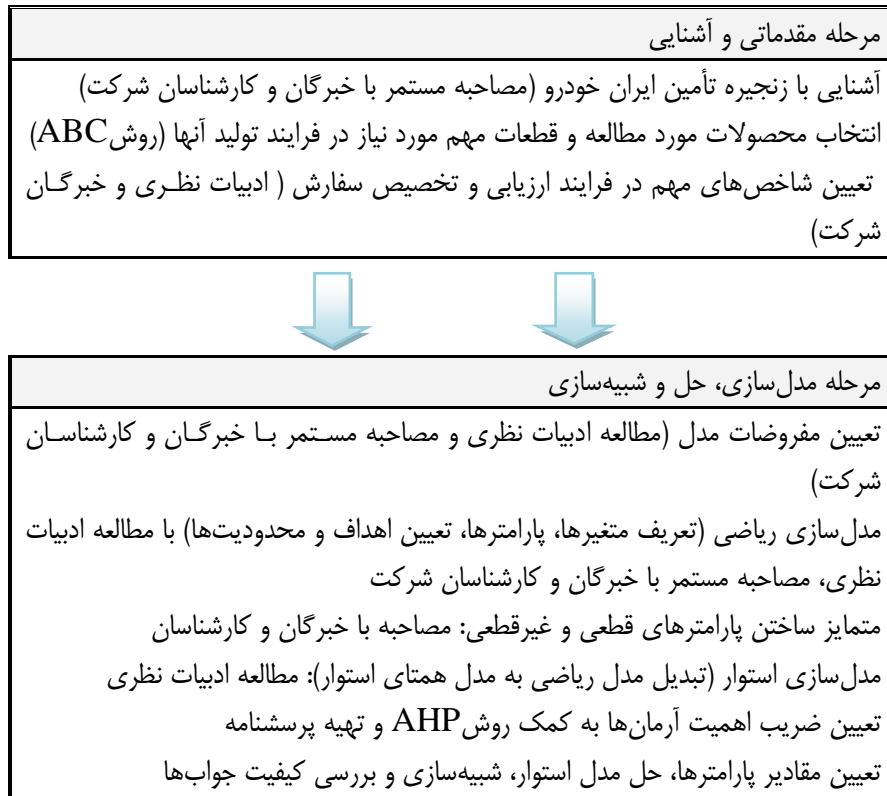 مرحله مقدماتی و آشنایی
آشنایی با زنجیره تأمین ایران خودرو (مصاحبه مستمر با خبرگان و کارشناسان شرکت)
انتخاب محصولات مورد مطالعه و قطعات مهم مورد نیاز در فرایند تولید آنها (روشABC)
تعیین شاخص‌های مهم در فرایند ارزیابی و تخصیص سفارش ( ادبیات نظری و خبرگان
شرکت)
مرحله مدل‌سازی، حل و شبیه‌سازی
تعیین مفروضات مدل (مطالعه ادبیات نظری و مصاحبه مستمر با خبرگان و کارشناسان
شرکت)
مدل‌سازی ریاضی (تعریف متغیرها، پارامترها، تعیین اهداف و محدودیت‌ها) با مطالعه ادبیات
نظری، مصاحبه مستمر با خبرگان و کارشناسان شرکت
متمایز ساختن پارامترهای قطعی و غیرقطعی: مصاحبه با خبرگان و کارشناسان
مدل‌سازی استوار (تبدیل مدل ریاضی به مدل همتای استوار): مطالعه ادبیات نظری
تعیین ضریب اهمیت آرمان‌ها به کمک روشAHP و تهیه پرسشنامه
تعیین مقادیر پارامترها، حل مدل استوار، شبیه‌سازی و بررسی کیفیت جواب‌ها